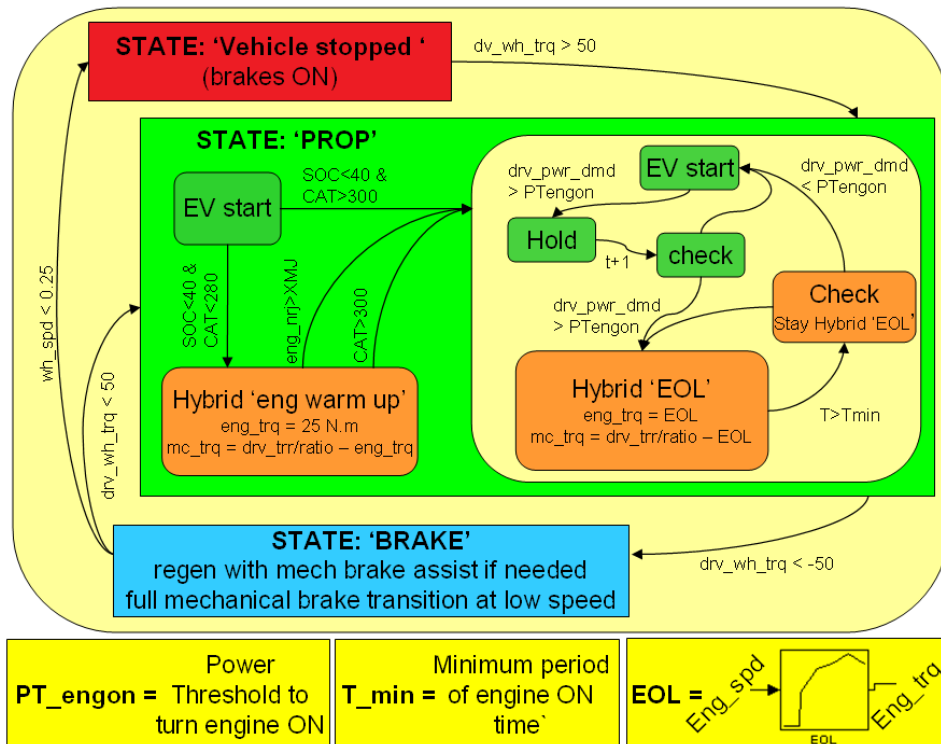 STATE: 'Vehicle stopped '
(brakes ON)
dv_wh_trq > 50
STATE: 'PROP'
SOC<40 &
CAT>300
EV start
SOC<40 &
CAT<280
eng_nrj>XMJ
CAT>300
Hybrid 'eng warm up'
eng_trq = 25 N.m
mc_trq = drv_trr/ratio – eng_trq
drv_pwr_dmd
> PTengon
EV start
drv_pwr_dmd
< PTengon
Hold
t+1
check
drv_pwr_dmd
> PTengon
Check
Stay Hybrid 'EOL'
Hybrid 'EOL'
eng_trq = EOL
mc_trq = drv_trr/ratio – EOL
T>Tmin
wh_spd < 0.25
drv_wh_trq < 50
STATE: 'BRAKE'
regen with mech brake assist if needed
full mechanical brake transition at low speed
drv_wh_trq < -50
Power
PT_engon = Threshold to
turn engine ON
Minimum period
T_min = of engine ON
time`
EOL =
Eng_spd
Eng_trq
EOL